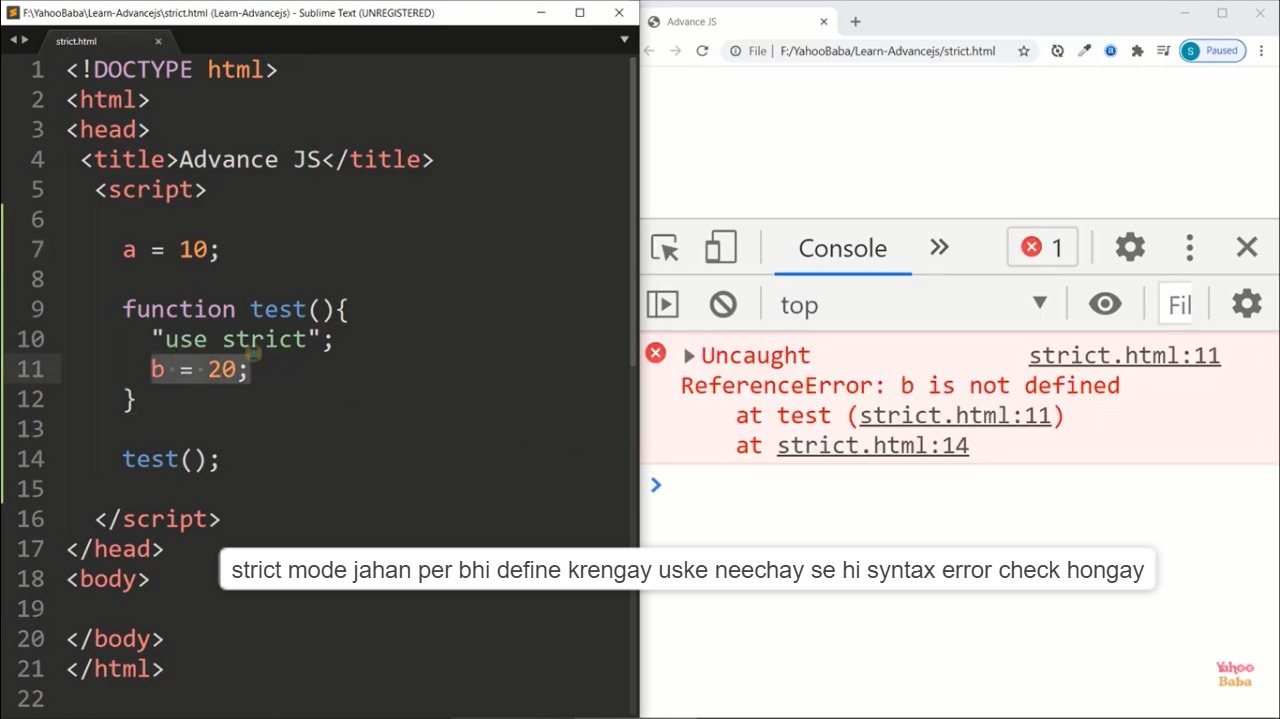 F:\YahooBaba\Learn-Advancejs\strict.html (Learn-Advancejs) - Sublime Text (UNREGISTERED)
strict.html
1 <!DOCTYPE html>
2 <html>
3 <head>
4 <title>Advance JS</title>
5 <script>
6
7 a = 10;
8
9 function test(){
10 "use strict";
11 b = 20;
12 }
13
14 test();
15
16 </script>
17 </head>
18 <body>
19
20 </body>
21 </html>
22
Advance JS
File F:/YahooBaba/Learn-Advancejs/strict.html S Paused
Console 1
top Fil
Uncaught strict.html:11
ReferenceError: b is not defined
at test (strict.html:11)
at strict.html:14
strict mode jahan per bhi define krengay uske neechay se hi syntax error check hongay
Yahoo
Baba